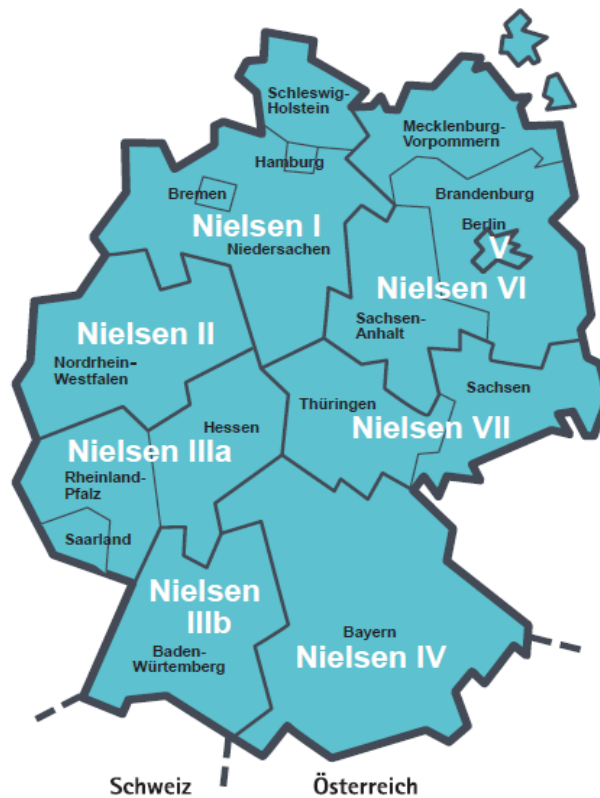 Schleswig-
Holstein
Mecklenburg-
Vorpommern
Hamburg
Bremen
Brandenburg
Nielsen I
Berlin
Niedersachen
V
Nielsen VI
Nielsen II
Sachsen-
Anhalt
Nordrhein-
Westfalen
Sachsen
Thüringen
Hessen
Nielsen VII
Nielsen IIIa
Rheinland-
Pfalz
Saarland
Nielsen
IIIb
Bayern
Nielsen IV
Baden-
Würtemberg
Schweiz
Österreich